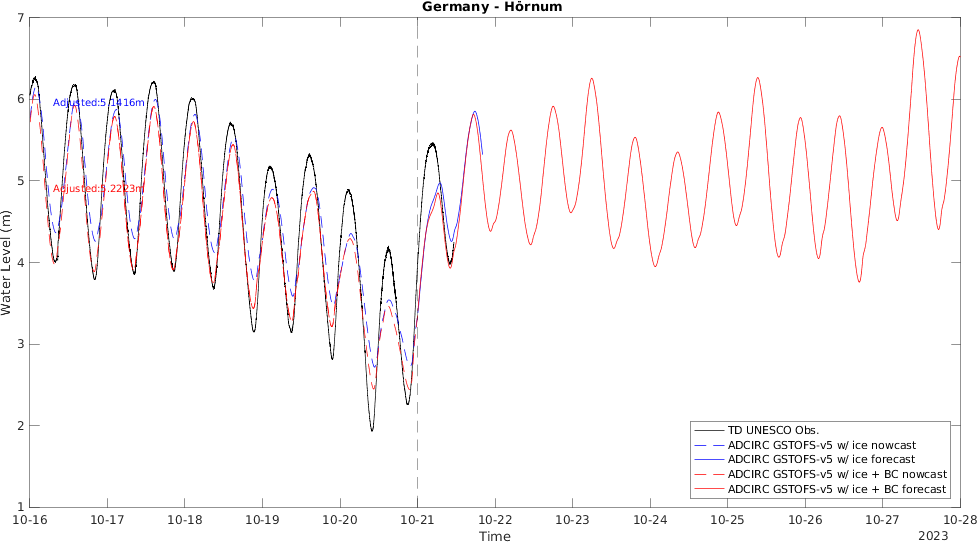 Germany - Hörnum
7
6
5
4
3
2
1
Water Level (m)
Adjusted:5.1416m
Adjusted:5.2223m
TD UNESCO Obs.
ADCIRC GSTOFS-v5 w/ ice nowcast
ADCIRC GSTOFS-v5 w/ ice forecast
ADCIRC GSTOFS-v5 w/ ice + BC nowcast
ADCIRC GSTOFS-v5 w/ ice + BC forecast
10-16 10-17 10-18 10-19 10-20 10-21 10-22 10-23 10-24 10-25 10-26 10-27 10-28
Time
2023